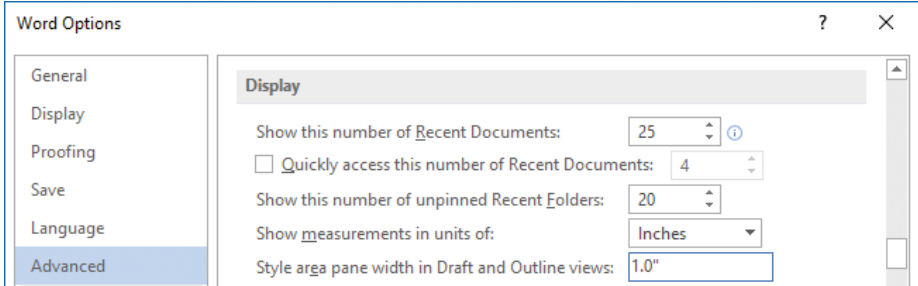 Word Options ?
General
Display
Proofing
Save
Language
Advanced
Display
Show this number of Recent Documents: 25
Quickly access this number of Recent Documents: 4
Show this number of unpinned Recent Folders: 20
Show measurements in units of: Inches
Style area pane width in Draft and Outline views: 1.0"